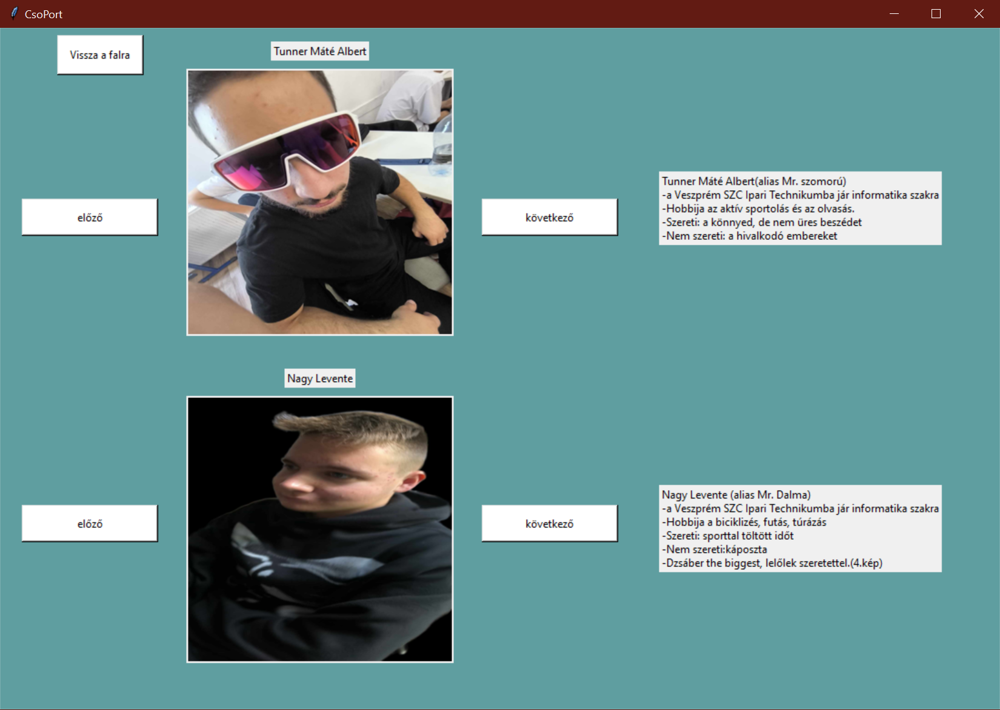 CsoPort
Vissza a falra
Tunner Máté Albert
előző
következő
Tunner Máté Albert(alias Mr. szomorú)
-a Veszprém SZC Ipari Technikumba jár informatika szakra
-Hobbija az aktív sportolás és az olvasás.
-Szereti: a könnyed, de nem üres beszédet
-Nem szereti: a hivalkodó embereket
Nagy Levente
előző
következő
Nagy Levente (alias Mr. Dalma)
-a Veszprém SZC Ipari Technikumba jár informatika szakra
-Hobbija a biciklizés, futás, túrázás
-Szereti: sporttal töltött időt
-Nem szereti:káposzta
-Dzsáber the biggest, lelőlek szeretettel.(4.kép)